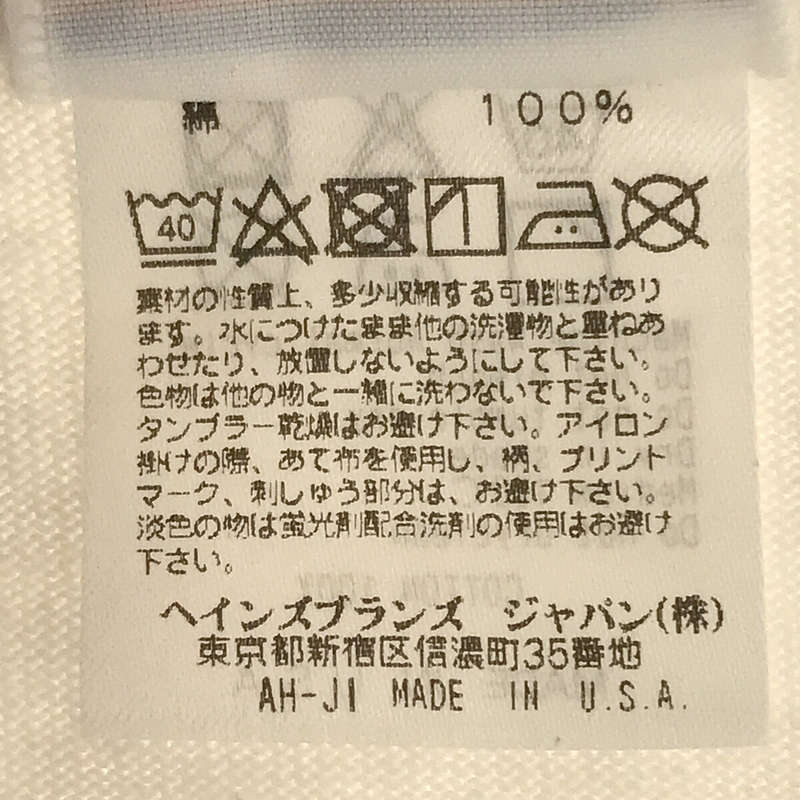 綿 100%
40
素材の性質上、多少収縮する可能性があり
ます。水につけたまま他の洗濯物と重ねあ
わせたり、放置しないようにして下さい。
色物は他の物と一緒に洗わないで下さい。
タンブラー乾燥はお避け下さい。アイロン
掛けの際、あて布を使用し、柄、プリント
マーク、刺しゅう部分は、お避け下さい。
淡色の物は蛍光剤配合洗剤の使用はお避け
下さい。
ヘインズブランズ ジャパン(株)
東京都新宿区信濃町35番地
AH-JI MADE IN U.S.A.